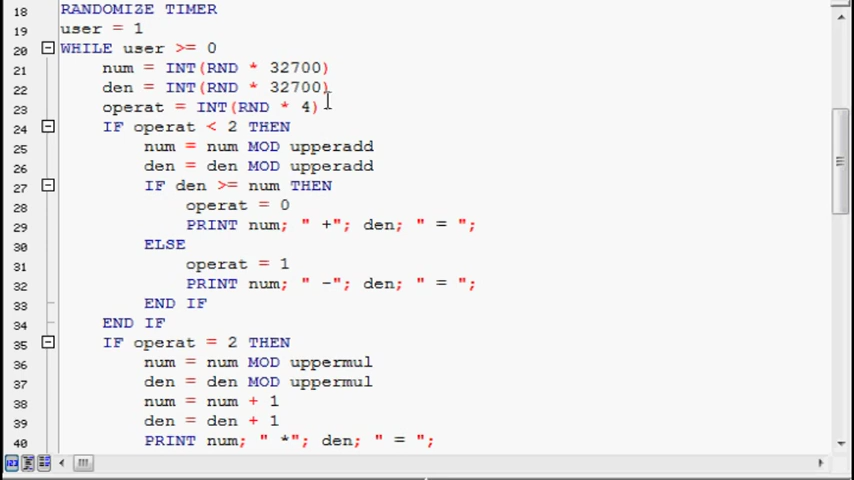 18 RANDOMIZE TIMER
19 user = 1
20 WHILE user >= 0
21 num = INT(RND * 32700)
22 den = INT(RND * 32700)
23 operat = INT(RND * 4)
24 IF operat < 2 THEN
25 num = num MOD upperadd
26 den = den MOD upperadd
27 IF den >= num THEN
28 operat = 0
29 PRINT num; " +"; den; " = ";
30 ELSE
31 operat = 1
32 PRINT num; " -"; den; " = ";
33 END IF
34 END IF
35 IF operat = 2 THEN
36 num = num MOD uppermul
37 den = den MOD uppermul
38 num = num + 1
39 den = den + 1
40 PRINT num; " *"; den; " = ";